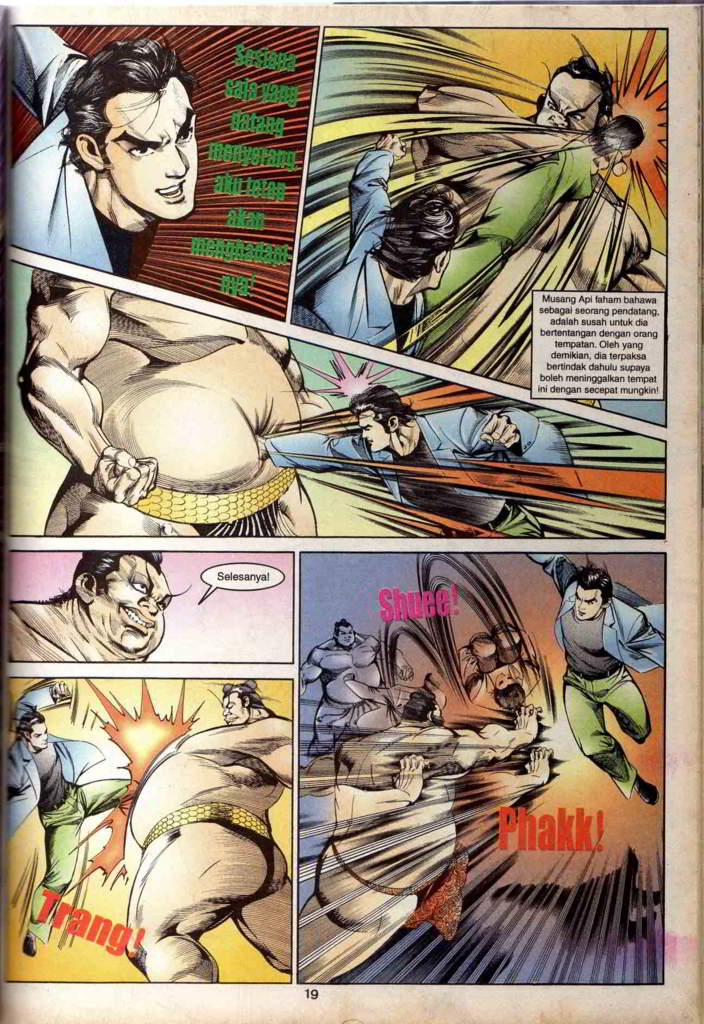 Sesiapa
saja yang
datang
menyerang,
aku tetap
akan
menghadapi-
nya!
Musang Api faham bahawa
sebagai seorang pendatang,
adalah susah untuk dia
bertentangan dengan orang
tempatan. Oleh yang
demikian, dia terpaksa
bertindak dahulu supaya
boleh meninggalkan tempat
ini dengan secepat mungkin!
Selesanya!
Trang!
Shuee!
Phakk!
19